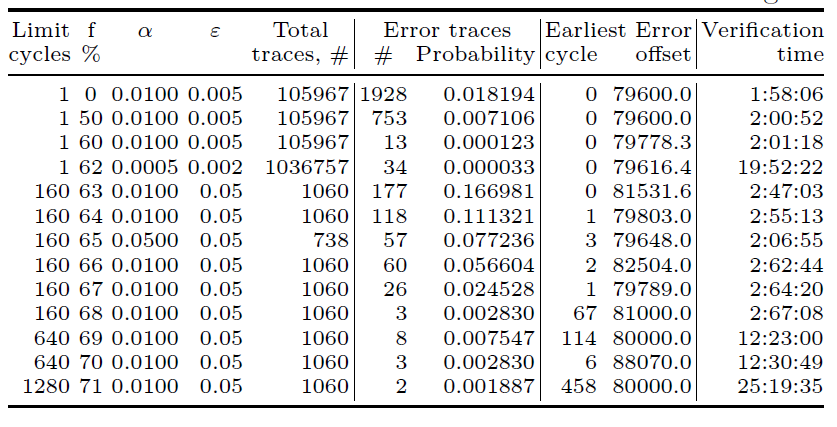 Limit f α ε Total Error traces Earliest Error Verification
cycles % traces, # # Probability cycle offset time
1 0 0.0100 0.005 105967 1928 0.018194 0 79600.0 1:58:06
1 50 0.0100 0.005 105967 753 0.007106 0 79600.0 2:00:52
1 60 0.0100 0.005 105967 13 0.000123 0 79778.3 2:01:18
1 62 0.0005 0.002 1036757 34 0.000033 0 79616.4 19:52:22
160 63 0.0100 0.05 1060 177 0.166981 0 81531.6 2:47:03
160 64 0.0100 0.05 1060 118 0.111321 1 79803.0 2:55:13
160 65 0.0500 0.05 738 57 0.077236 3 79648.0 2:06:55
160 66 0.0100 0.05 1060 60 0.056604 2 82504.0 2:62:44
160 67 0.0100 0.05 1060 26 0.024528 1 79789.0 2:64:20
160 68 0.0100 0.05 1060 3 0.002830 67 81000.0 2:67:08
640 69 0.0100 0.05 1060 8 0.007547 114 80000.0 12:23:00
640 70 0.0100 0.05 1060 3 0.002830 6 88070.0 12:30:49
1280 71 0.0100 0.05 1060 2 0.001887 458 80000.0 25:19:35